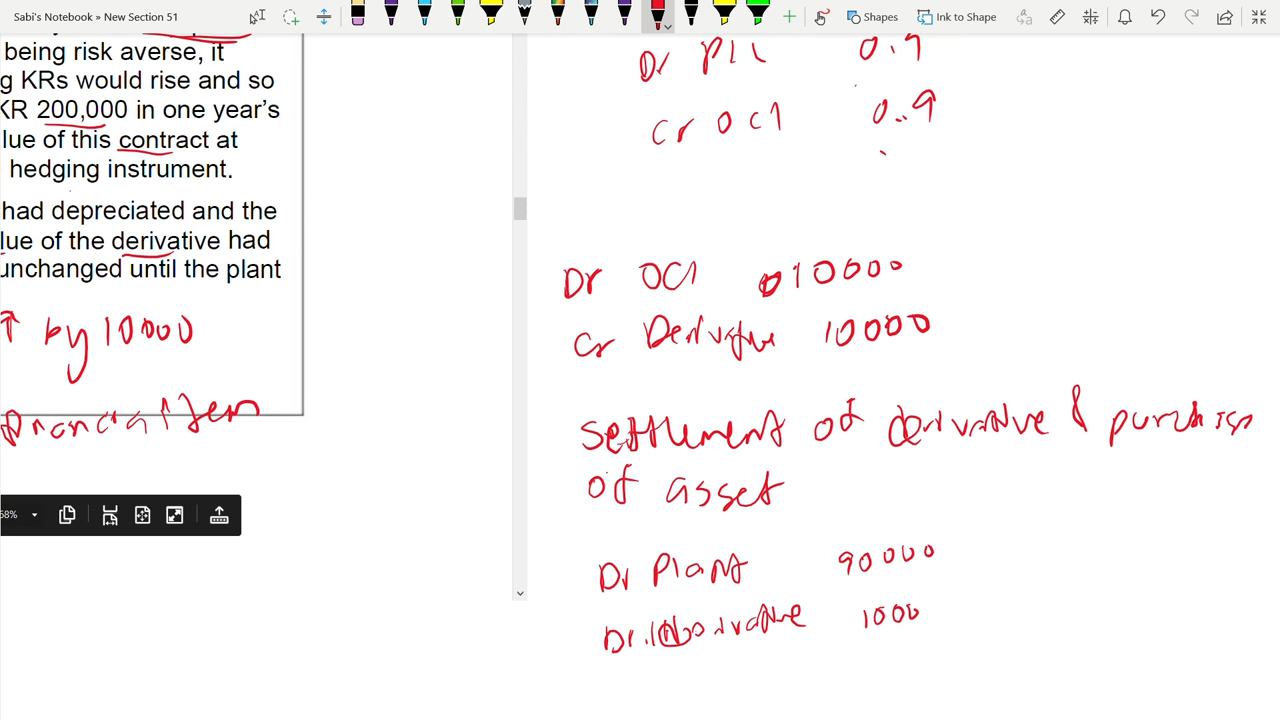 Sabi's Notebook » New Section 51
Shapes
Ink to Shape
being risk averse, it
g KRs would rise and so
KR 200,000 in one year's
lue of this contract at
hedging instrument.
had depreciated and the
lue of the derivative had
unchanged until the plant
↑ by 10000
financial item
58%
Dr P/L 0.9
Cr OCI 0.9
Dr OCI 10000
Cr Derivative 10000
Settlement of derivative & purchase
of asset
Dr Plant 90000
Dr. 1000